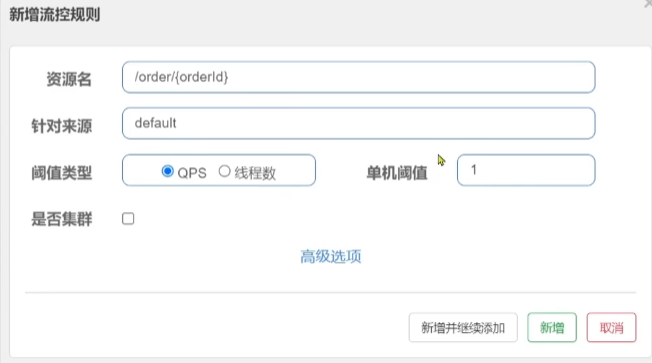 新增流控规则
资源名 /order/{orderId}
针对来源 default
阈值类型 QPS 线程数 单机阈值 1
是否集群
高级选项
新增并继续添加 新增 取消